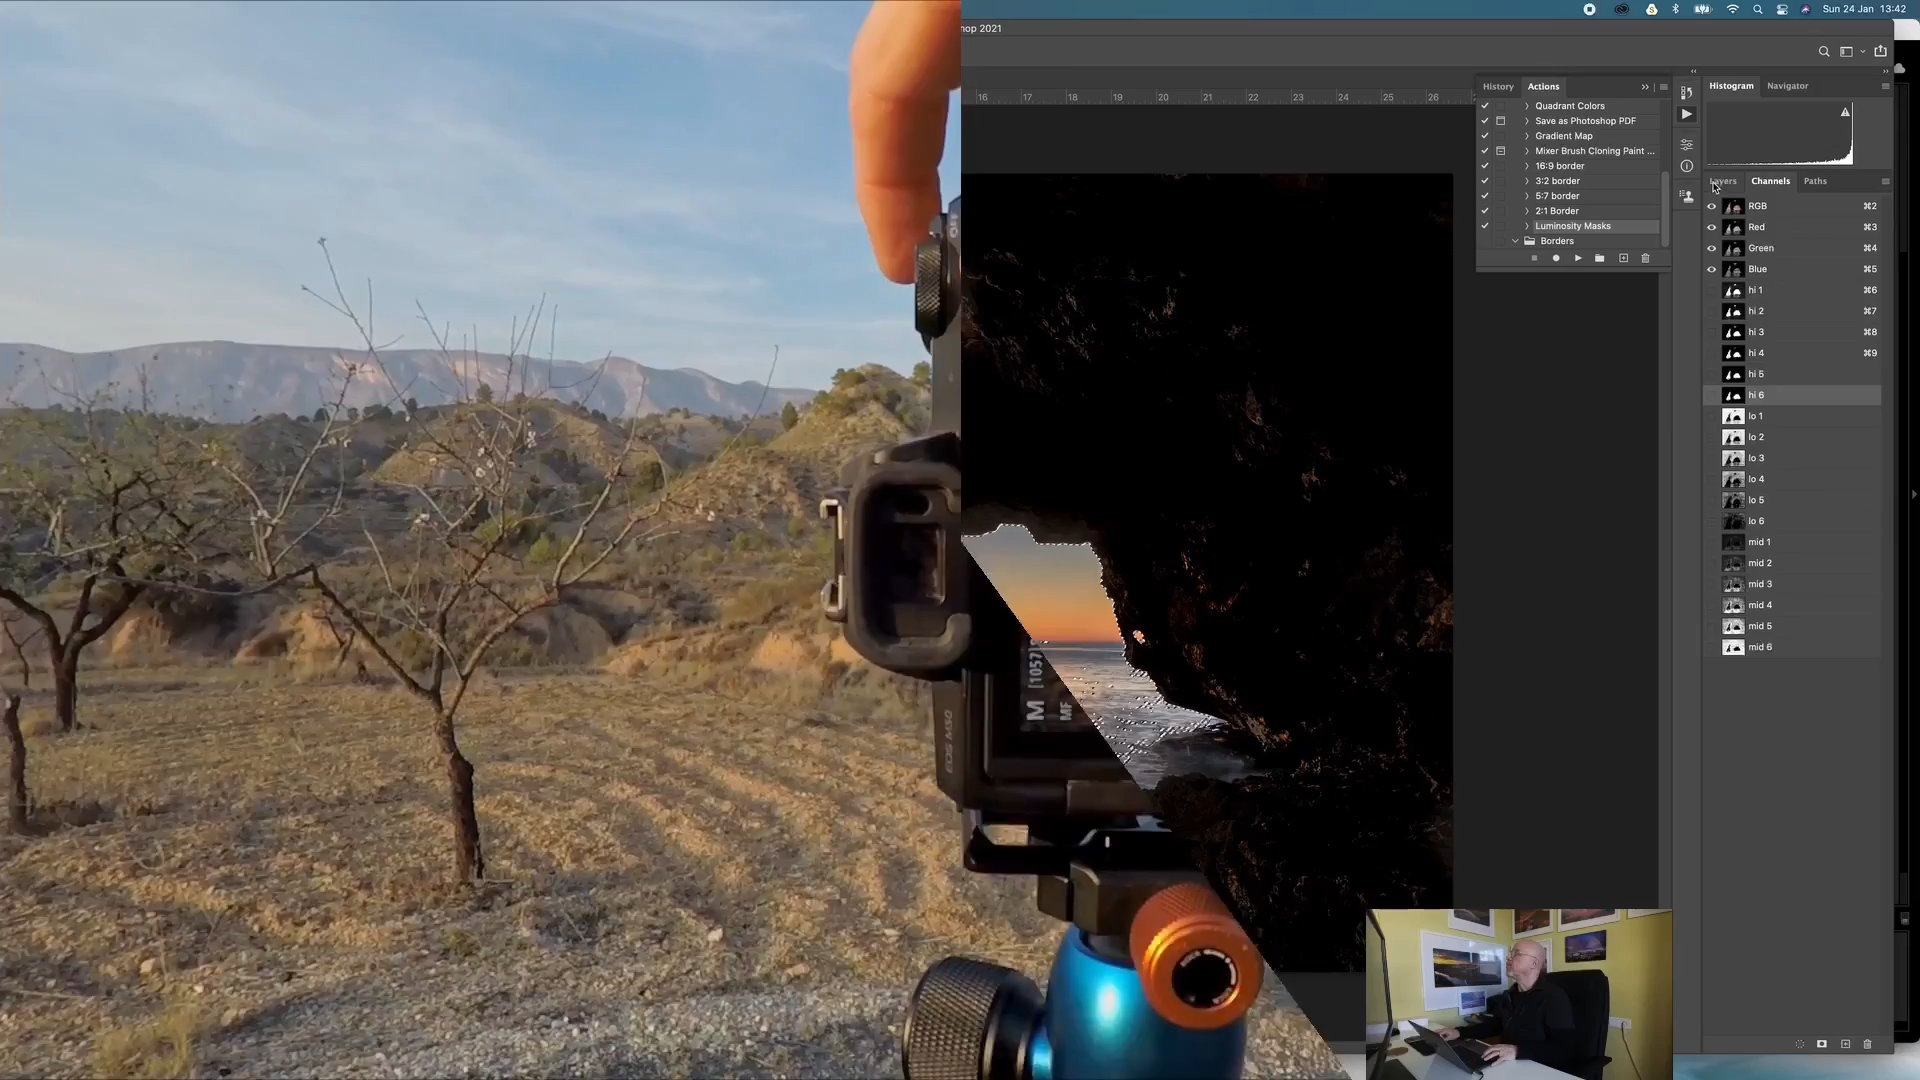 Sun 24 Jan 13:42
hop 2021
16 17 18 19 20 21 22 23 24 25 26
History Actions
Quadrant Colors
Save as Photoshop PDF
Gradient Map
Mixer Brush Cloning Paint ...
16:9 border
3:2 border
5:7 border
2:1 Border
Luminosity Masks
Borders
Histogram Navigator
Layers Channels Paths
RGB ⌘2
Red ⌘3
Green ⌘4
Blue ⌘5
hi 1 ⌘6
hi 2 ⌘7
hi 3 ⌘8
hi 4 ⌘9
hi 5
hi 6
lo 1
lo 2
lo 3
lo 4
lo 5
lo 6
mid 1
mid 2
mid 3
mid 4
mid 5
mid 6
M [1057]
MF
EOS M50